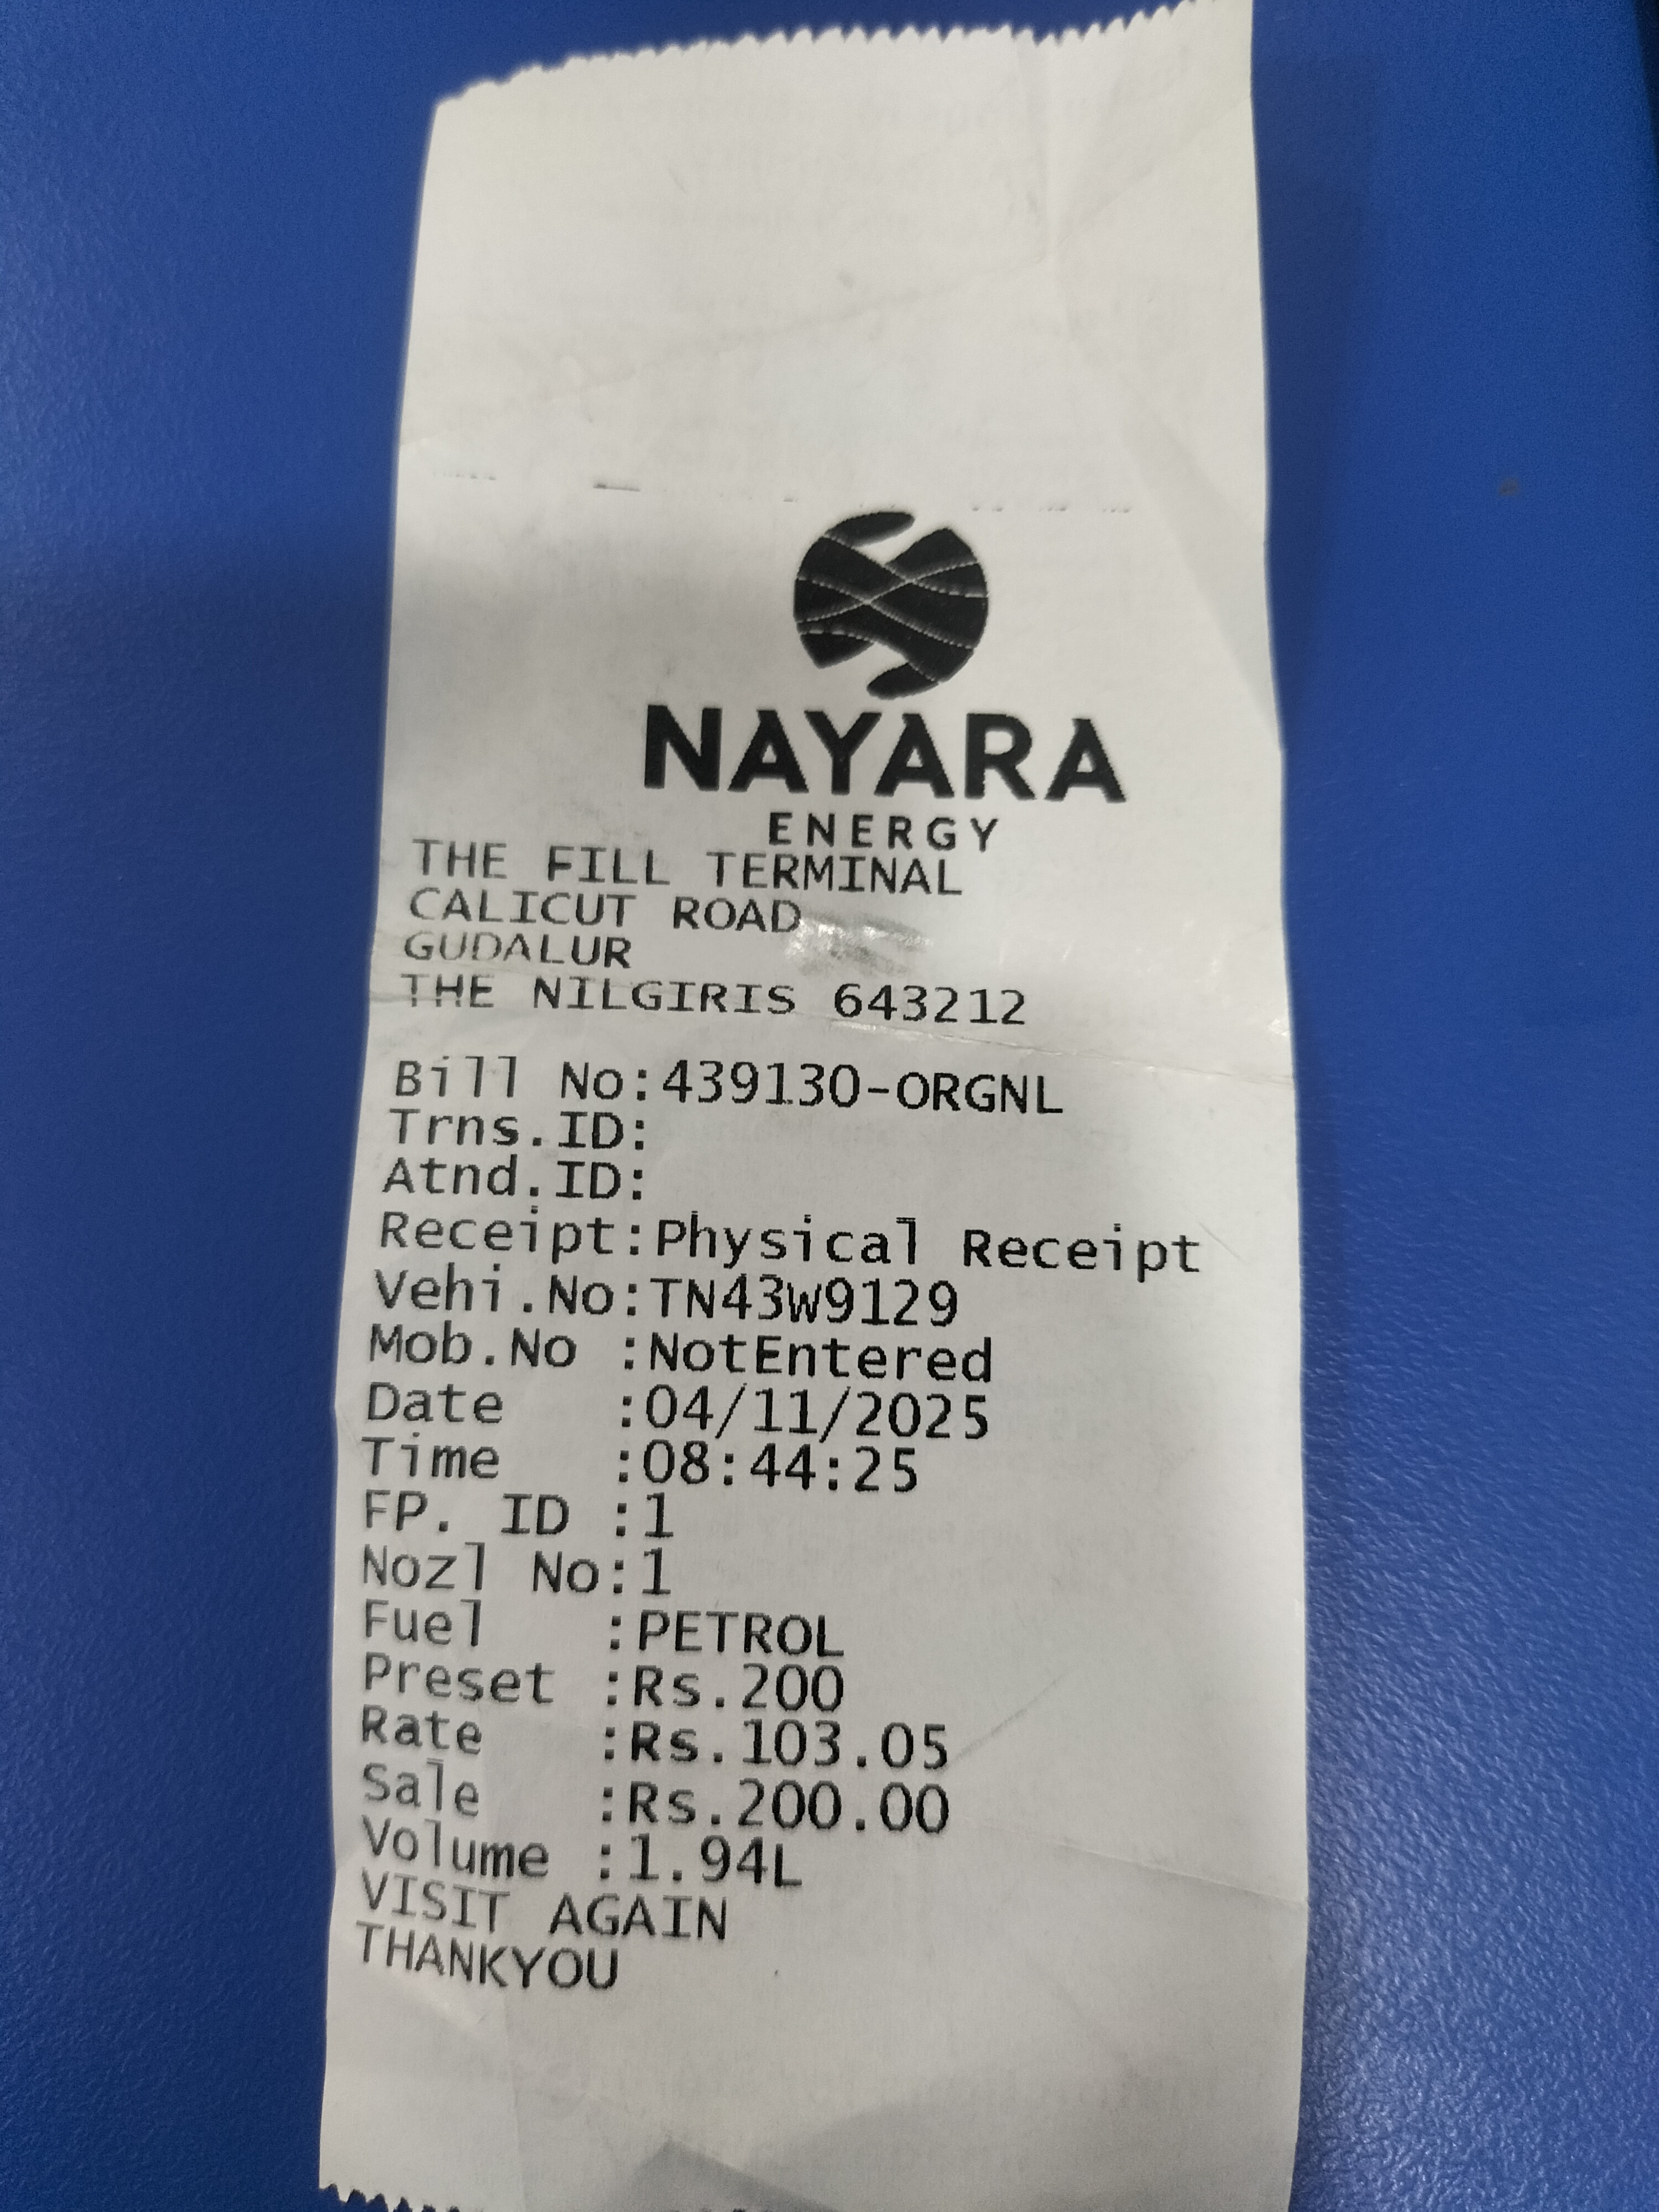 NAYARA
ENERGY
THE FILL TERMINAL
CALICUT ROAD
GUDALUR
THE NILGIRIS 643212
Bill No:439130-ORGNL
Trns.ID:
Atnd.ID:
Receipt:Physical Receipt
Vehi.No:TN43W9129
Mob.No :NotEntered
Date :04/11/2025
Time :08:44:25
FP. ID :1
Nozl No:1
Fuel :PETROL
Preset :Rs.200
Rate :Rs.103.05
Sale :Rs.200.00
Volume :1.94L
VISIT AGAIN
THANKYOU